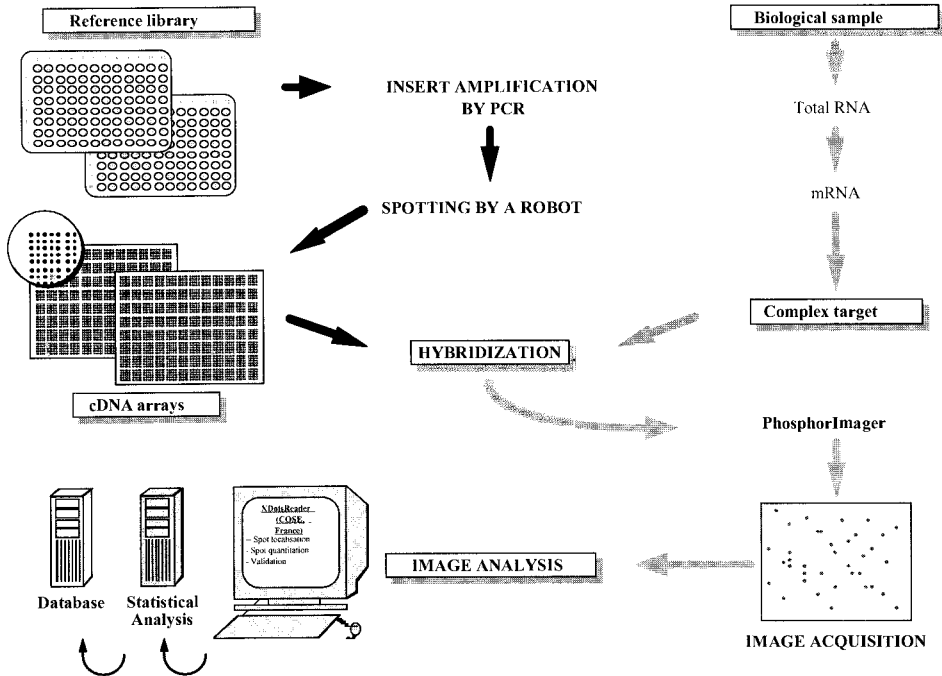 Reference library
Biological sample
INSERT AMPLIFICATION
BY PCR
Total RNA
SPOTTING BY A ROBOT
mRNA
Complex target
HYBRIDIZATION
cDNA arrays
PhosphorImager
XDotsReader
(COSE,
France)
- Spot localisation
- Spot quantitation
- Validation
IMAGE ANALYSIS
Database
Statistical
Analysis
IMAGE ACQUISITION